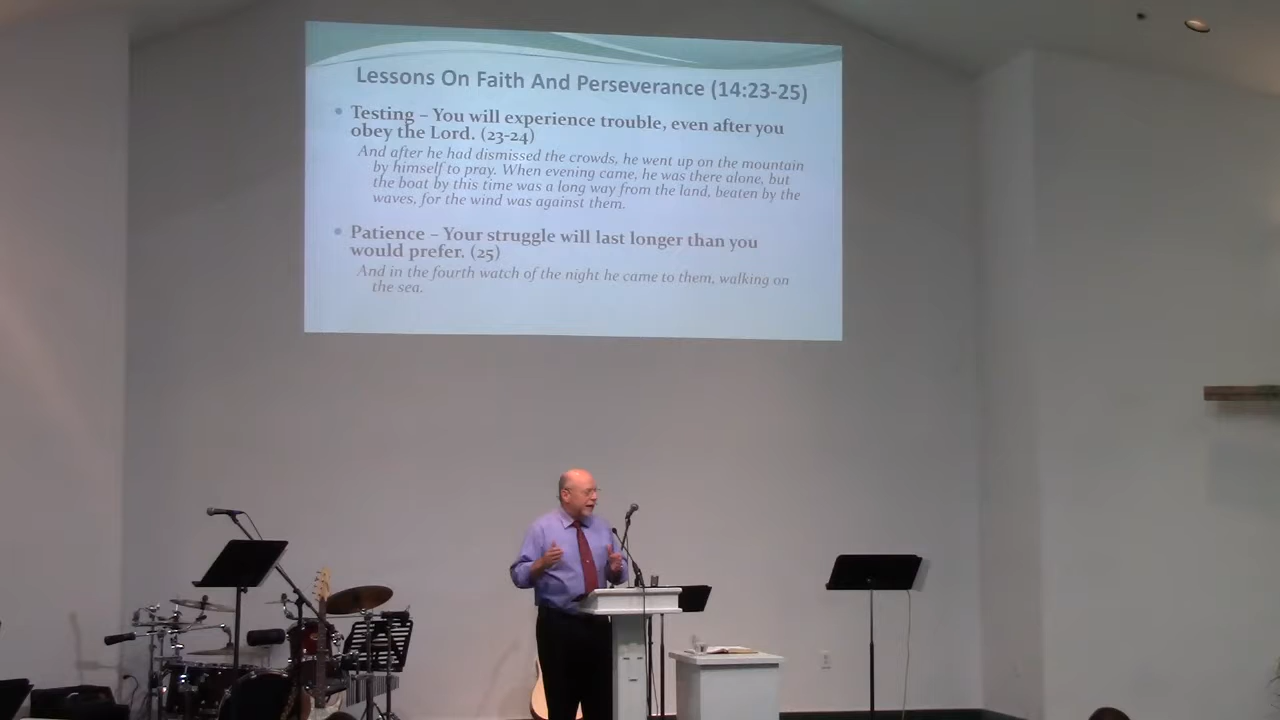 Lessons On Faith And Perseverance (14:23-25)
• Testing – You will experience trouble, even after you
obey the Lord. (23-24)
And after he had dismissed the crowds, he went up on the mountain
by himself to pray. When evening came, he was there alone, but
the boat by this time was a long way from the land, beaten by the
waves, for the wind was against them.
• Patience – Your struggle will last longer than you
would prefer. (25)
And in the fourth watch of the night he came to them, walking on
the sea.